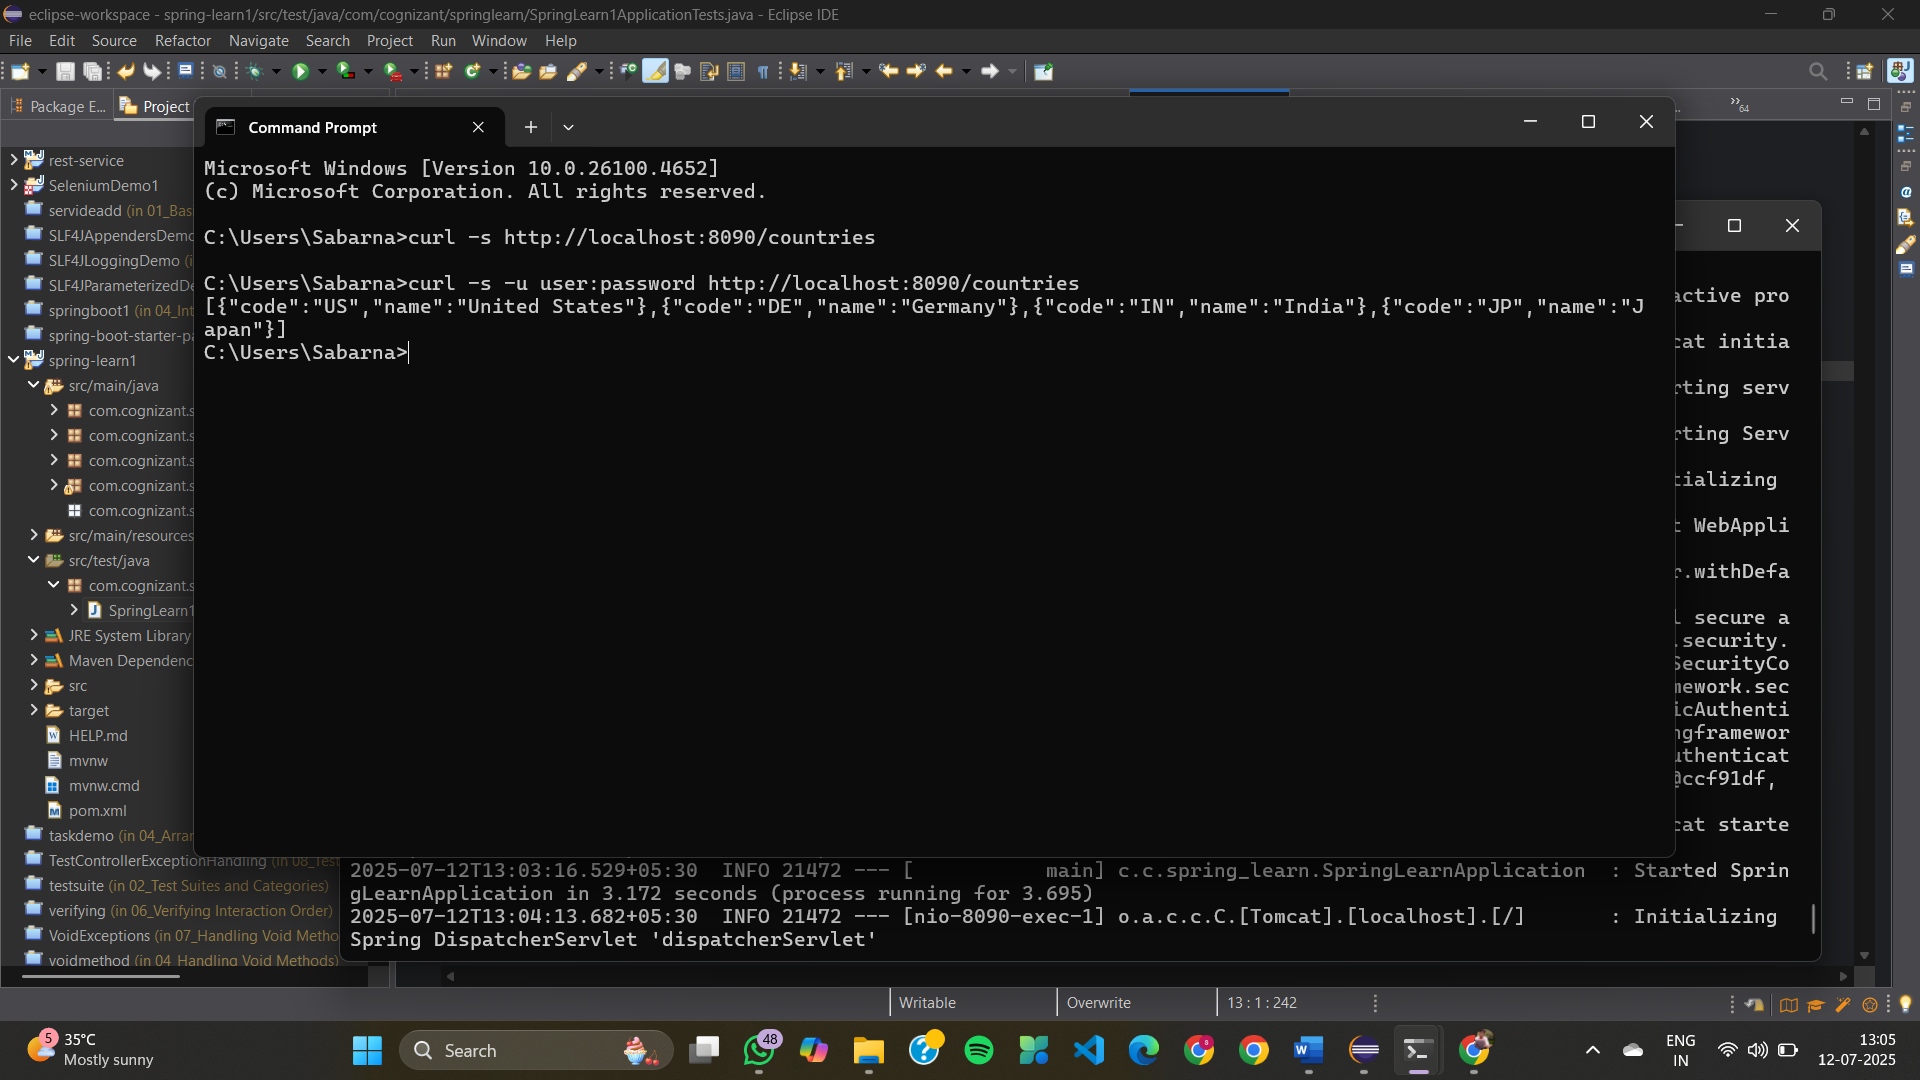 eclipse-workspace - spring-learn1/src/test/java/com/cognizant/springlearn/SpringLearn1ApplicationTests.java - Eclipse IDE
File Edit Source Refactor Navigate Search Project Run Window Help
Package E... Project
64
Command Prompt
Microsoft Windows [Version 10.0.26100.4652]
(c) Microsoft Corporation. All rights reserved.
C:\Users\Sabarna>curl -s http://localhost:8090/countries
C:\Users\Sabarna>curl -s -u user:password http://localhost:8090/countries
[{"code":"US","name":"United States"},{"code":"DE","name":"Germany"},{"code":"IN","name":"India"},{"code":"JP","name":"J
apan"}]
C:\Users\Sabarna>
rest-service
SeleniumDemo1
servideadd (in 01_Bas
SLF4JAppendersDemo
SLF4JLoggingDemo (i
SLF4JParameterizedDe
springboot1 (in 04_Int
spring-boot-starter-pa
spring-learn1
src/main/java
com.cognizant.s
com.cognizant.s
com.cognizant.s
com.cognizant.s
com.cognizant.s
src/main/resources
src/test/java
com.cognizant.s
SpringLearn1
JRE System Library
Maven Dependenc
src
target
HELP.md
mvnw
mvnw.cmd
pom.xml
taskdemo (in 04_Arran
TestControllerExceptionHandling (in 08_Test
testsuite (in 02_Test Suites and Categories)
verifying (in 06_Verifying Interaction Order)
VoidExceptions (in 07_Handling Void Metho
voidmethod (in 04_Handling Void Methods)
active pro
cat initia
rting serv
rting Serv
tializing
t WebAppli
r.withDefa
l secure a
.security.
SecurityCo
mework.sec
icAuthenti
ngframewor
uthenticat
@ccf91df,
cat starte
2025-07-12T13:03:16.529+05:30  INFO 21472 --- [           main] c.c.spring_learn.SpringLearnApplication  : Started Sprin
gLearnApplication in 3.172 seconds (process running for 3.695)
2025-07-12T13:04:13.682+05:30  INFO 21472 --- [nio-8090-exec-1] o.a.c.c.C.[Tomcat].[localhost].[/]       : Initializing
Spring DispatcherServlet 'dispatcherServlet'
Writable Overwrite 13 : 1 : 242
5 35°C
Mostly sunny
Search
48
8
ENG
IN
13:05
12-07-2025